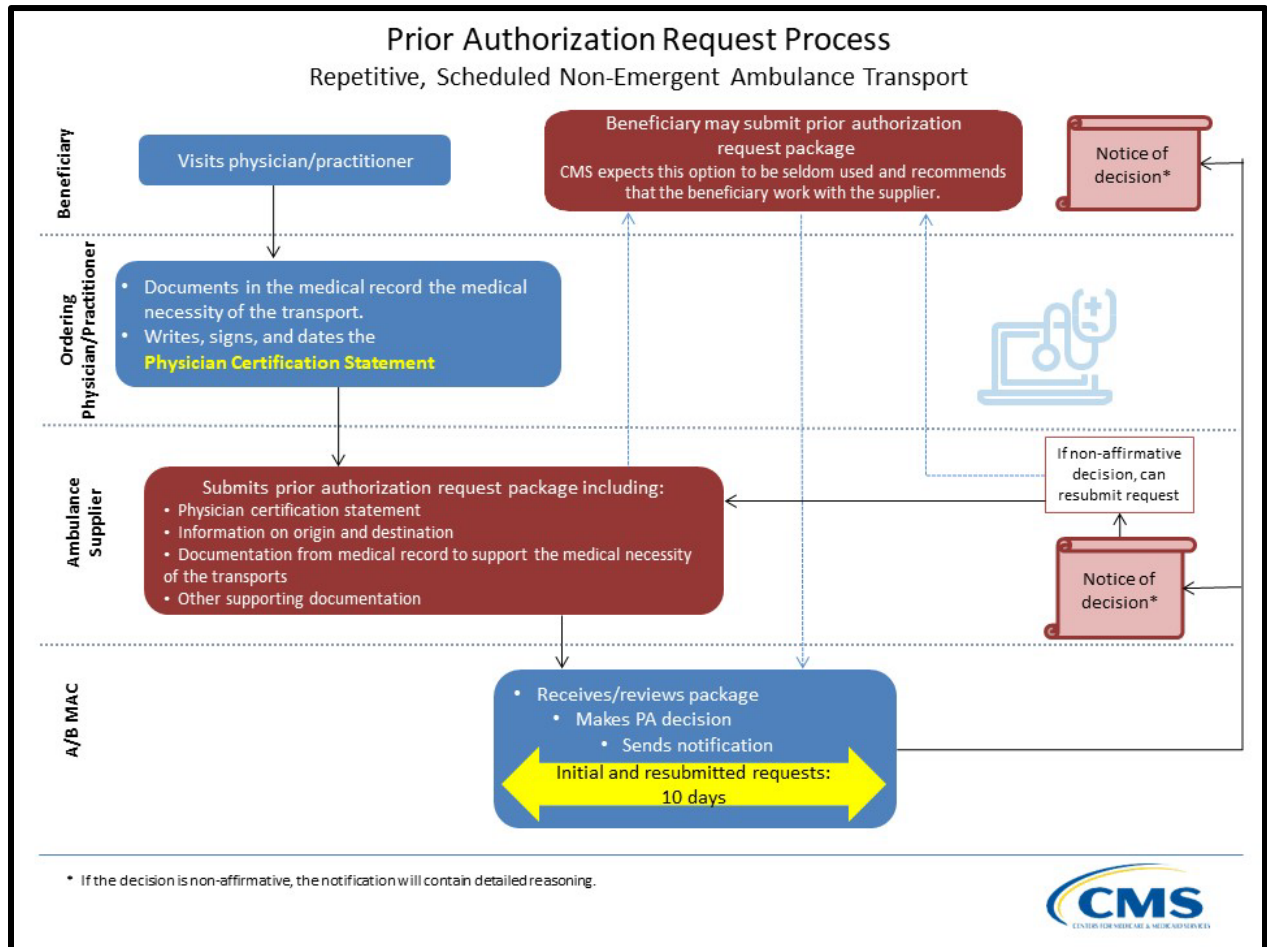 Prior Authorization Request Process
Repetitive, Scheduled Non-Emergent Ambulance Transport
Beneficiary
Visits physician/practitioner
Beneficiary may submit prior authorization
request package
CMS expects this option to be seldom used and recommends
that the beneficiary work with the supplier.
Notice of
decision*
Ordering
Physician/Practitioner
• Documents in the medical record the medical
necessity of the transport.
• Writes, signs, and dates the
Physician Certification Statement
Ambulance
Supplier
Submits prior authorization request package including:
• Physician certification statement
• Information on origin and destination
• Documentation from medical record to support the medical necessity
of the transports
• Other supporting documentation
If non-affirmative
decision, can
resubmit request
Notice of
decision*
A/B MAC
• Receives/reviews package
• Makes PA decision
• Sends notification
Initial and resubmitted requests:
10 days
* If the decision is non-affirmative, the notification will contain detailed reasoning.
CMS
CENTERS FOR MEDICARE & MEDICAID SERVICES